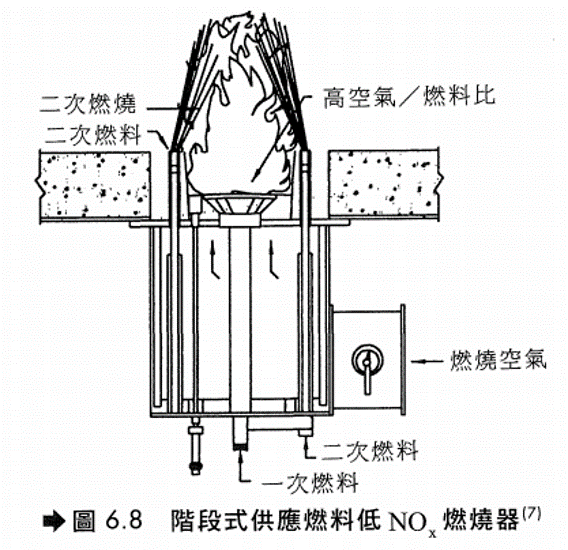 二次燃燒
高空氣／燃料比
二次燃料
燃燒空氣
二次燃料
一次燃料
➡ 圖 6.8 階段式供應燃料低 NOx 燃燒器(7)